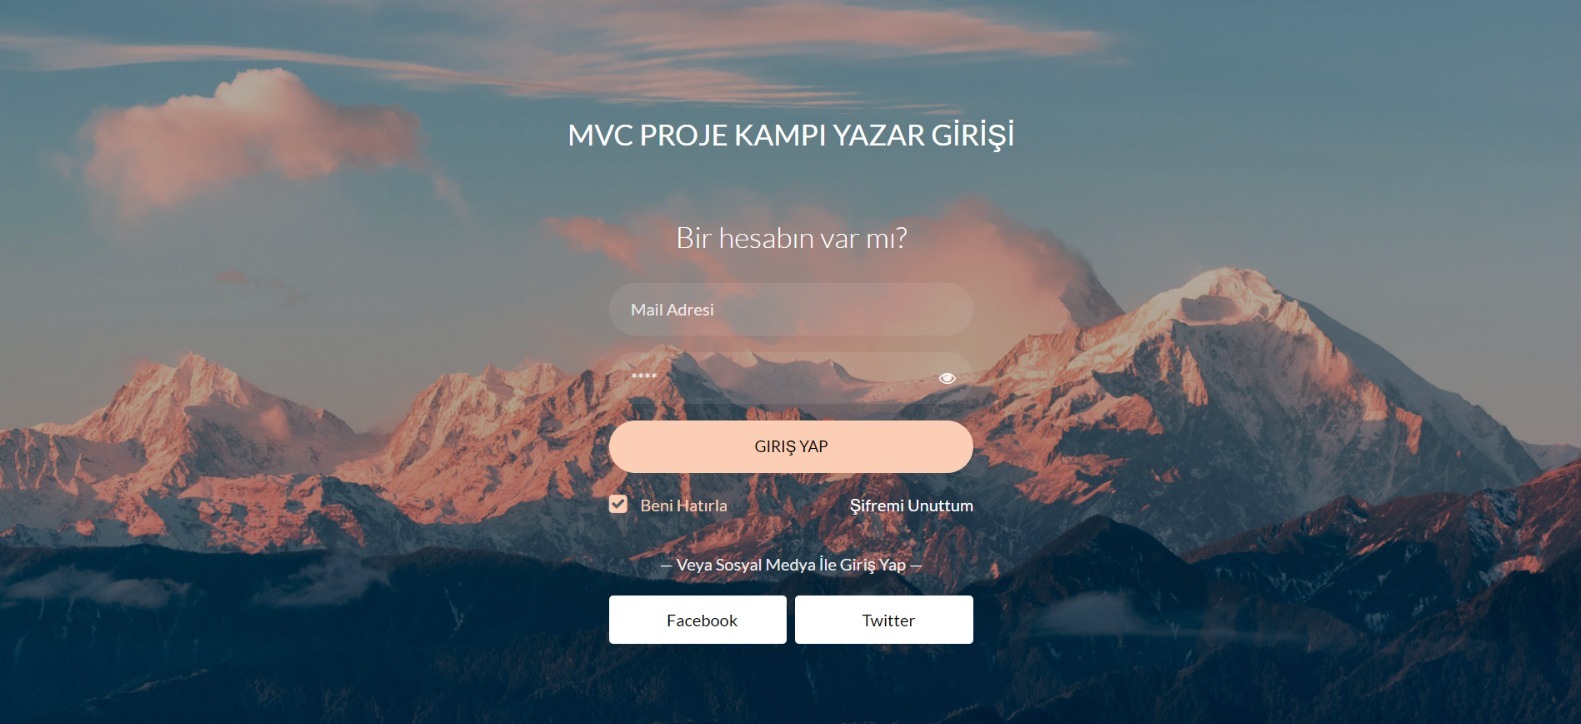 MVC PROJE KAMPI YAZAR GİRİŞİ
Bir hesabın var mı?
Mail Adresi
****
GIRIŞ YAP
Beni Hatırla Şifremi Unuttum
— Veya Sosyal Medya İle Giriş Yap —
Facebook Twitter